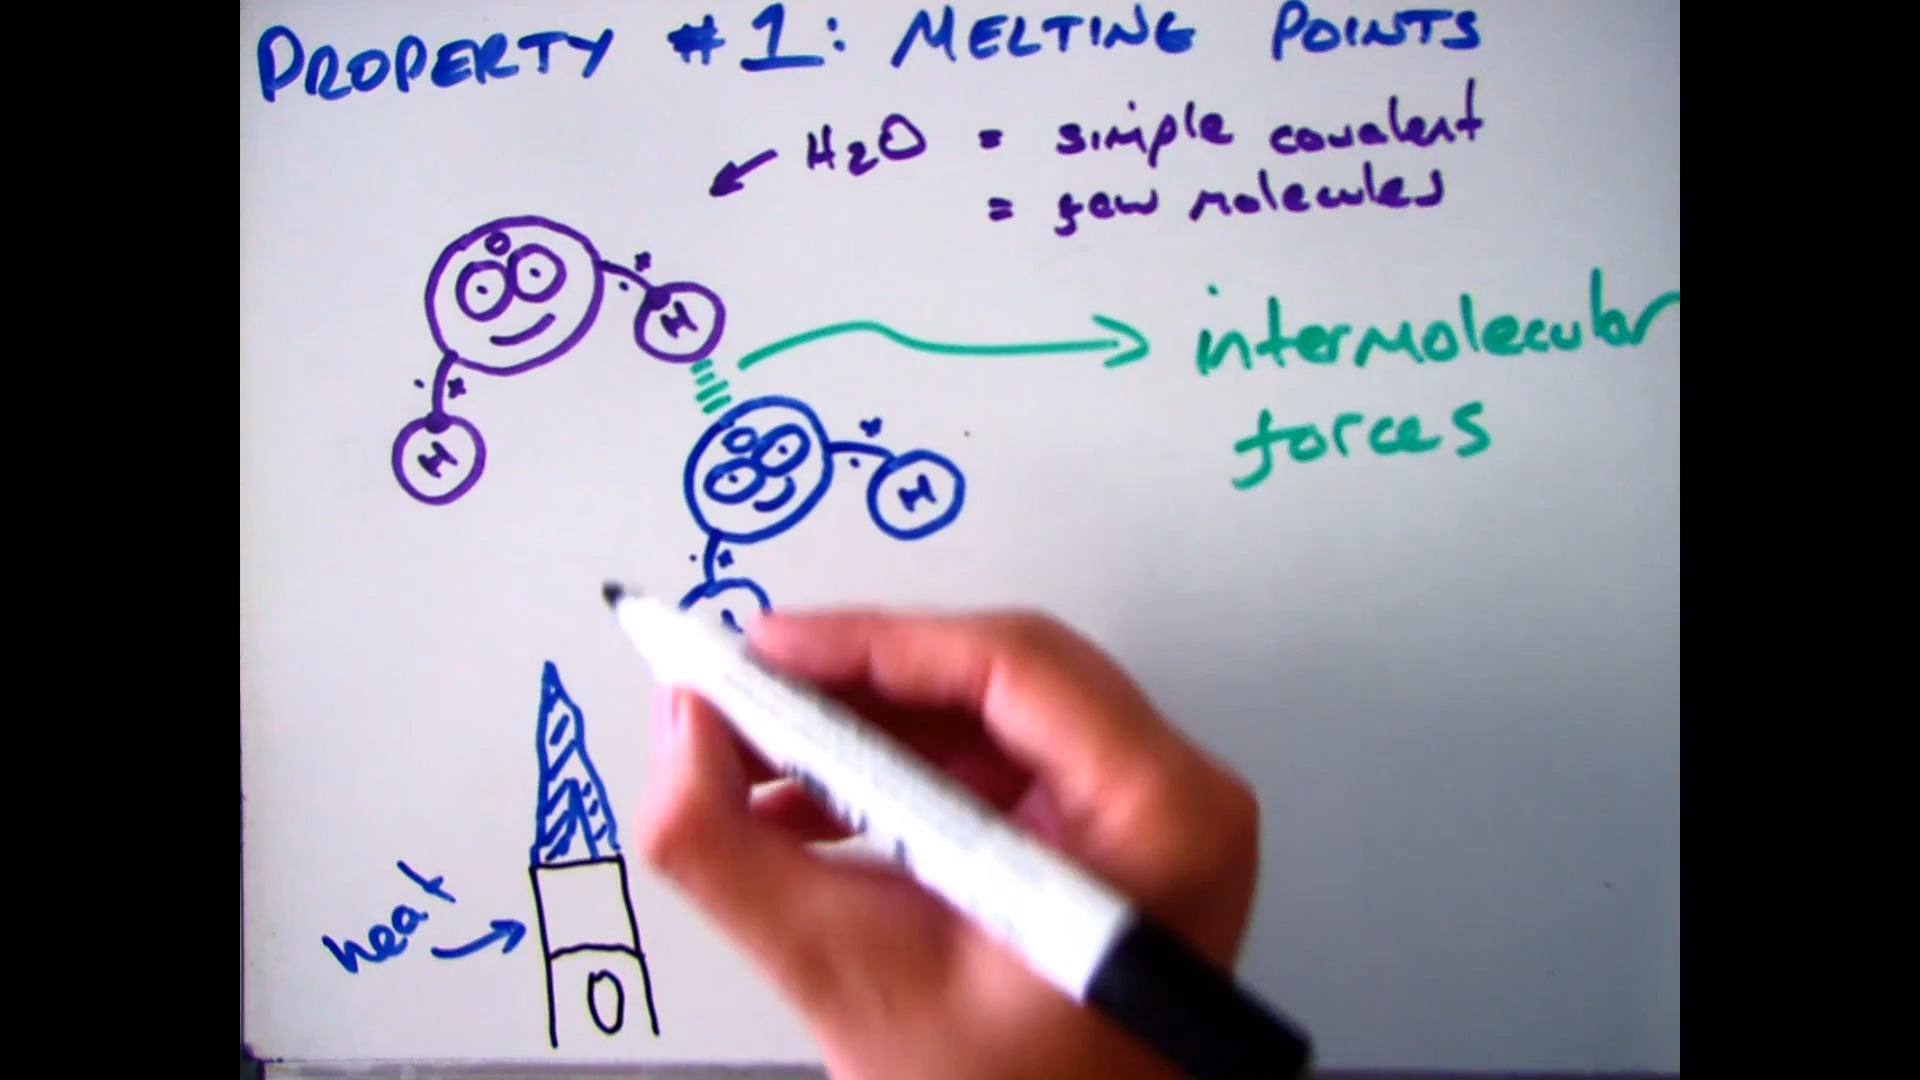 PROPERTY #1: MELTING POINTS
H2O = simple covalent
= few molecules
intermolecular
forces
O
H
H
O
H
heat